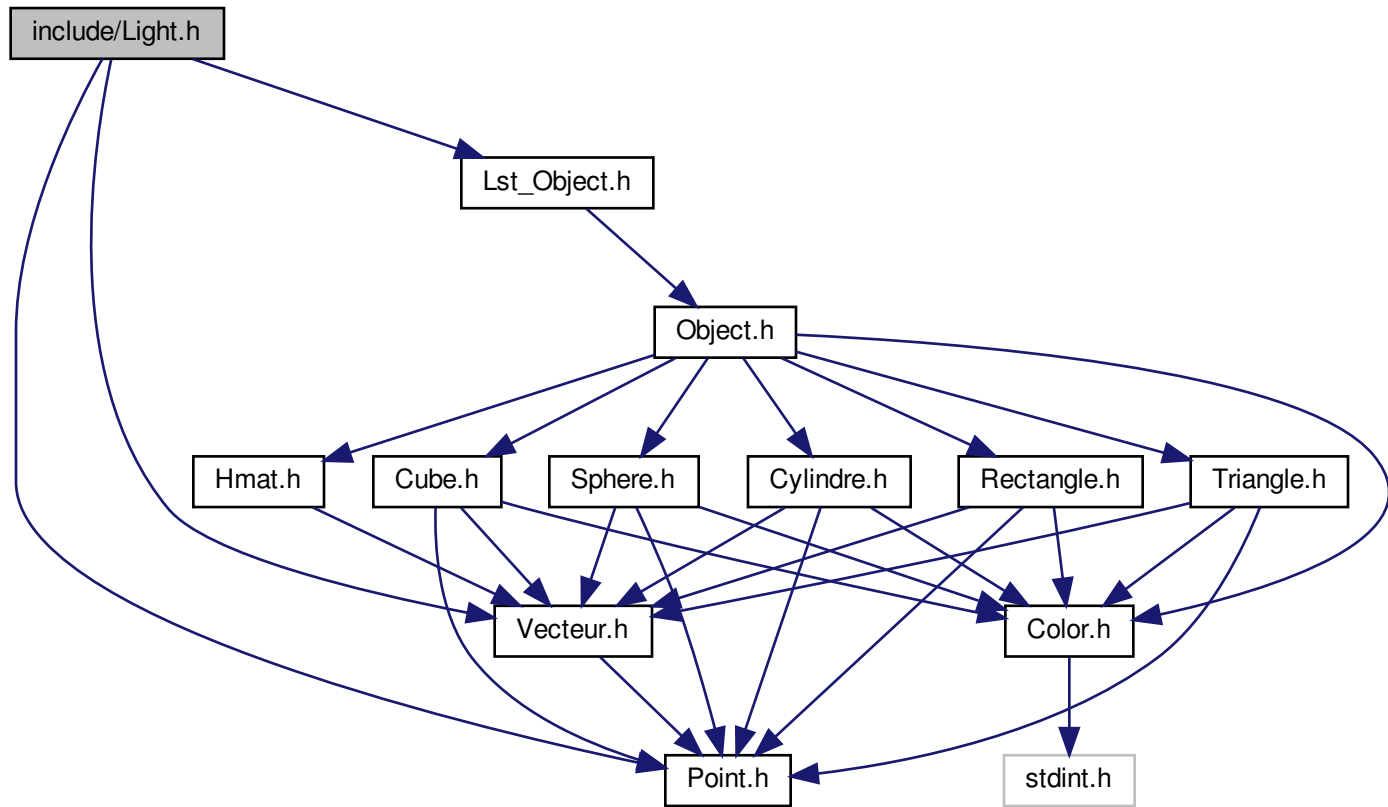 include/Light.h
Lst_Object.h
Object.h
Hmat.h
Cube.h
Sphere.h
Cylindre.h
Rectangle.h
Triangle.h
Vecteur.h
Color.h
Point.h
stdint.h